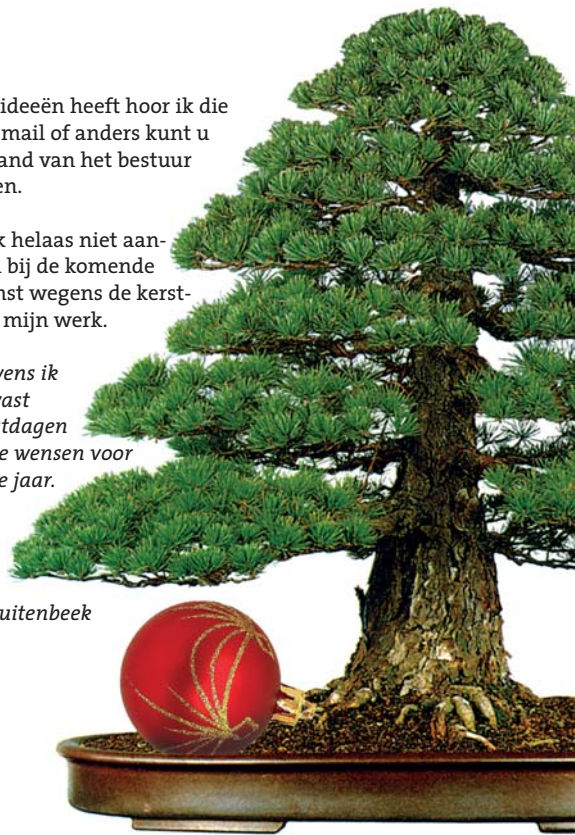 ideeën heeft hoor ik die
mail of anders kunt u
and van het bestuur
en.
k helaas niet aan-
bij de komende
nst wegens de kerst-
mijn werk.
vens ik
vast
tdagen
e wensen voor
e jaar.
uitenbeek